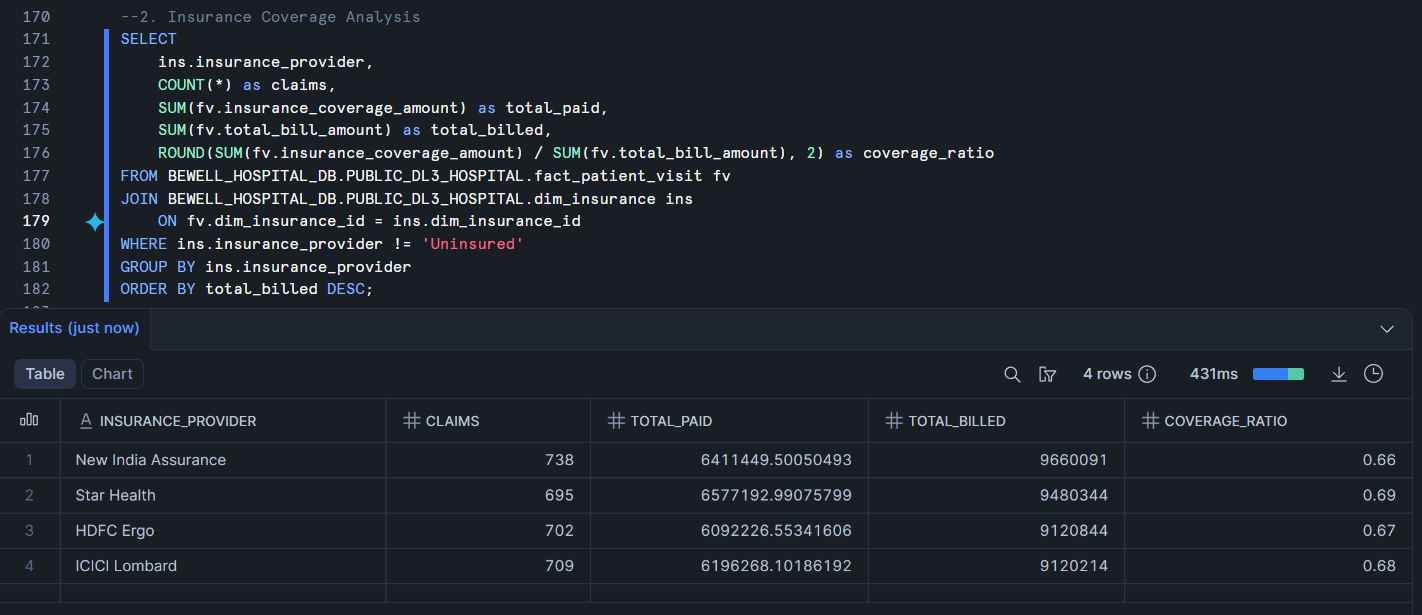 170 --2. Insurance Coverage Analysis
171 SELECT
172 ins.insurance_provider,
173 COUNT(*) as claims,
174 SUM(fv.insurance_coverage_amount) as total_paid,
175 SUM(fv.total_bill_amount) as total_billed,
176 ROUND(SUM(fv.insurance_coverage_amount) / SUM(fv.total_bill_amount), 2) as coverage_ratio
177 FROM BEWELL_HOSPITAL_DB.PUBLIC_DL3_HOSPITAL.fact_patient_visit fv
178 JOIN BEWELL_HOSPITAL_DB.PUBLIC_DL3_HOSPITAL.dim_insurance ins
179 ON fv.dim_insurance_id = ins.dim_insurance_id
180 WHERE ins.insurance_provider != 'Uninsured'
181 GROUP BY ins.insurance_provider
182 ORDER BY total_billed DESC;
Results (just now)
Table Chart 4 rows 431ms
A INSURANCE_PROVIDER # CLAIMS # TOTAL_PAID # TOTAL_BILLED # COVERAGE_RATIO
1 New India Assurance 738 6411449.50050493 9660091 0.66
2 Star Health 695 6577192.99075799 9480344 0.69
3 HDFC Ergo 702 6092226.55341606 9120844 0.67
4 ICICI Lombard 709 6196268.10186192 9120214 0.68